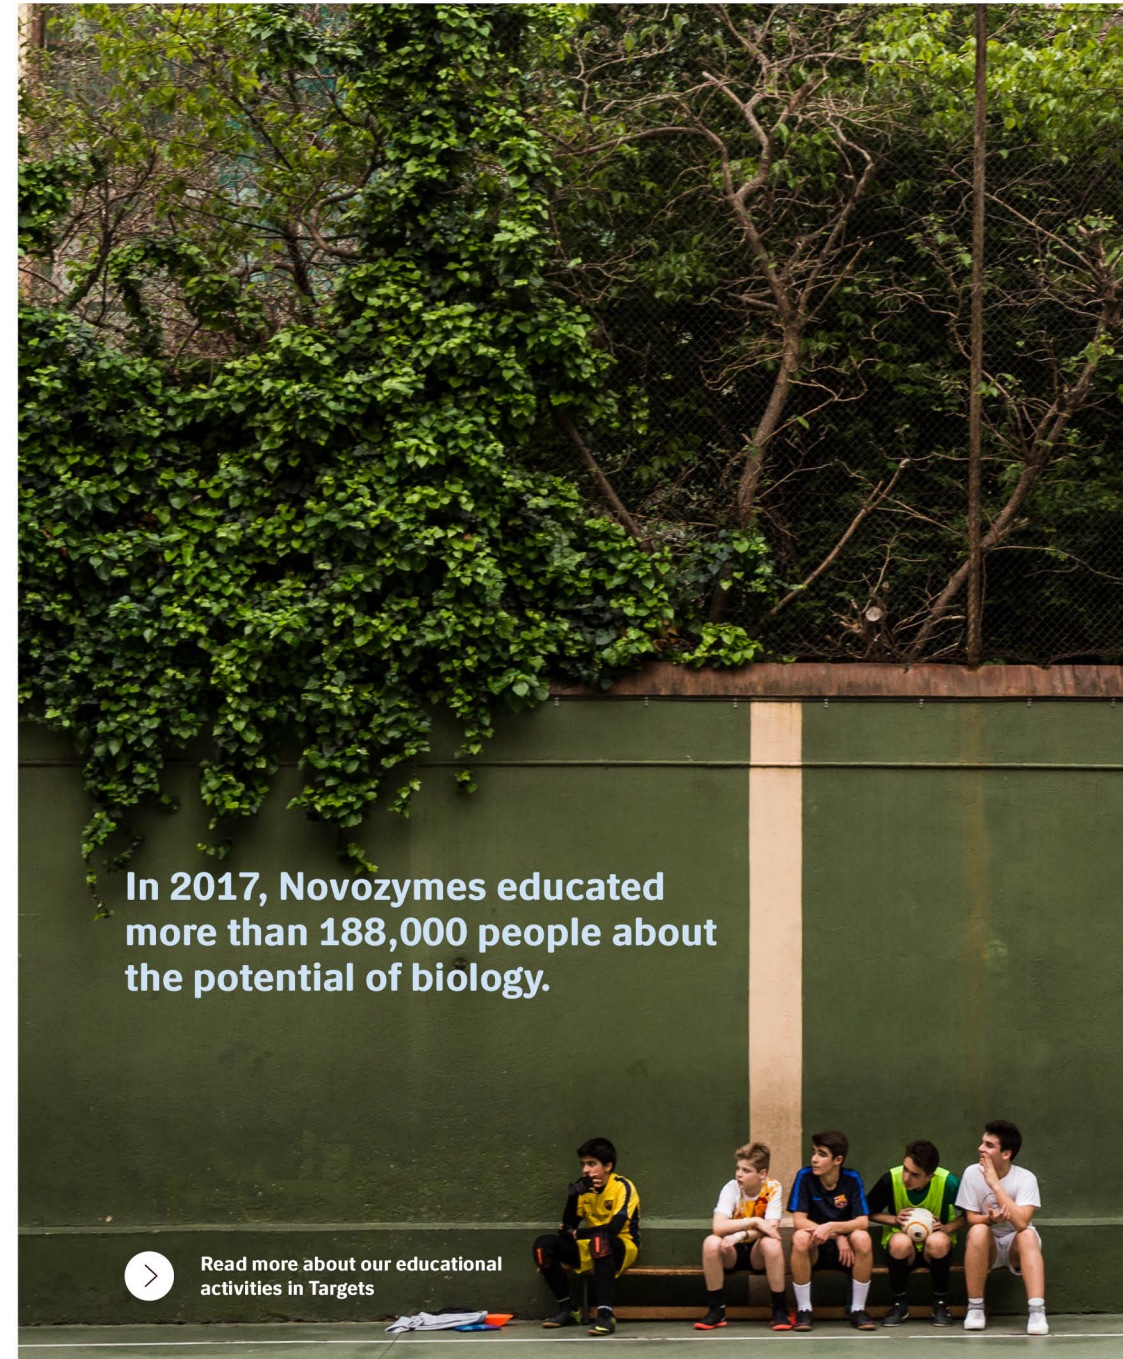 In 2017, Novozymes educated
more than 188,000 people about
the potential of biology.
Read more about our educational
activities in Targets